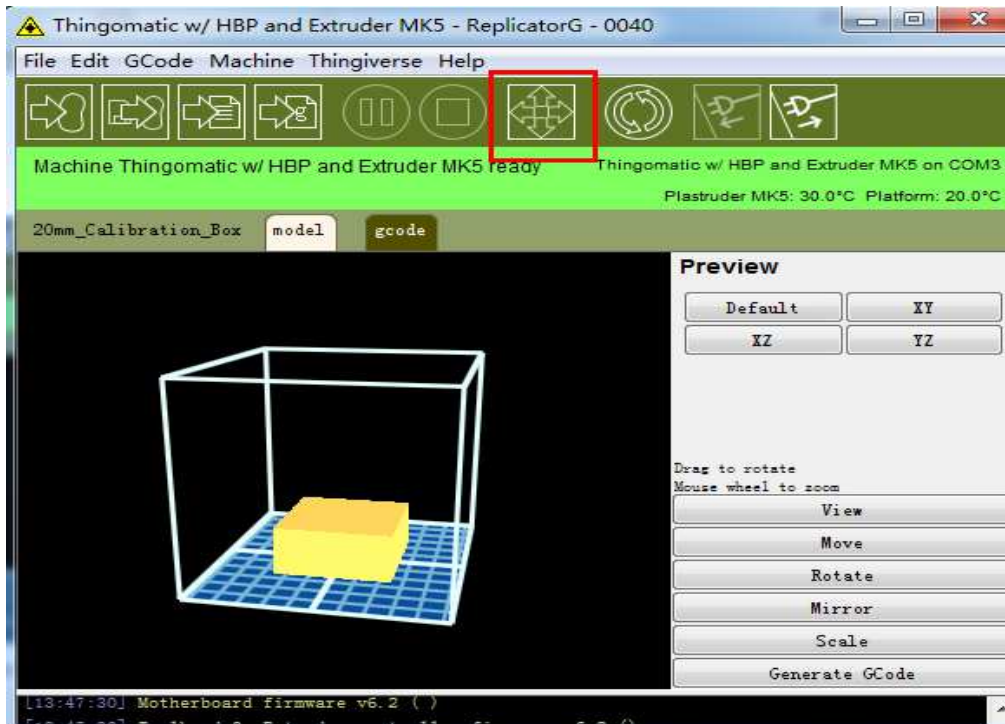 Thingomatic w/ HBP and Extruder MK5 - ReplicatorG - 0040
File Edit GCode Machine Thingiverse Help
Machine Thingomatic w/ HBP and Extruder MK5 ready
Thingomatic w/ HBP and Extruder MK5 on COM3
Plastruder MK5: 30.0°C Platform: 20.0°C
20mm_Calibration_Box model gcode
Preview
Default XY
XZ YZ
Drag to rotate
Mouse wheel to zoom
View
Move
Rotate
Mirror
Scale
Generate GCode
[13:47:30] Motherboard firmware v6.2 ( )